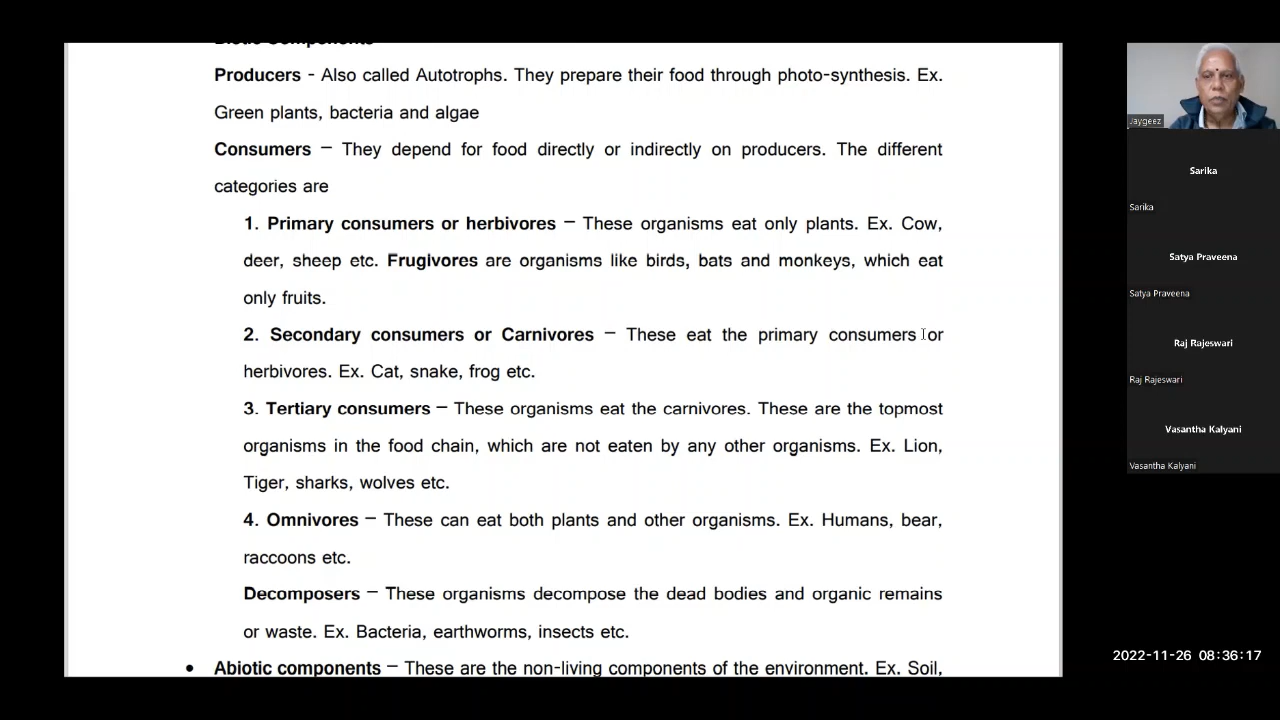 Biotic Components
Producers - Also called Autotrophs. They prepare their food through photo-synthesis. Ex.
Green plants, bacteria and algae
Consumers – They depend for food directly or indirectly on producers. The different
categories are
1. Primary consumers or herbivores – These organisms eat only plants. Ex. Cow,
deer, sheep etc. Frugivores are organisms like birds, bats and monkeys, which eat
only fruits.
2. Secondary consumers or Carnivores – These eat the primary consumers or
herbivores. Ex. Cat, snake, frog etc.
3. Tertiary consumers – These organisms eat the carnivores. These are the topmost
organisms in the food chain, which are not eaten by any other organisms. Ex. Lion,
Tiger, sharks, wolves etc.
4. Omnivores – These can eat both plants and other organisms. Ex. Humans, bear,
raccoons etc.
Decomposers – These organisms decompose the dead bodies and organic remains
or waste. Ex. Bacteria, earthworms, insects etc.
• Abiotic components – These are the non-living components of the environment. Ex. Soil,
Jaygeez
Sarika
Sarika
Satya Praveena
Satya Praveena
Raj Rajeswari
Raj Rajeswari
Vasantha Kalyani
Vasantha Kalyani
2022-11-26 08:36:17